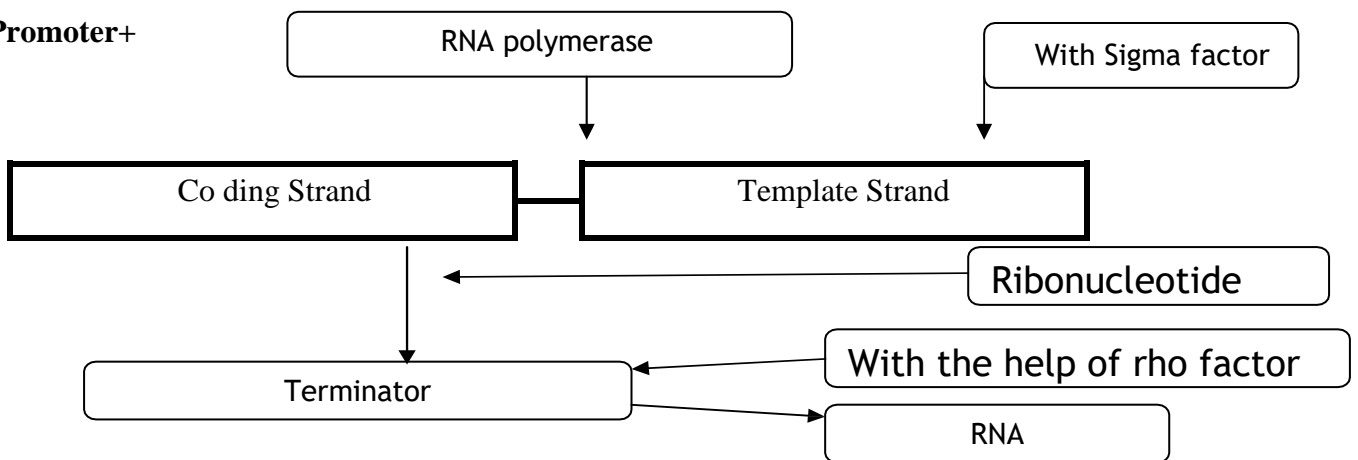 Promoter+
RNA polymerase
With Sigma factor
Co ding Strand
Template Strand
Ribonucleotide
With the help of rho factor
Terminator
RNA